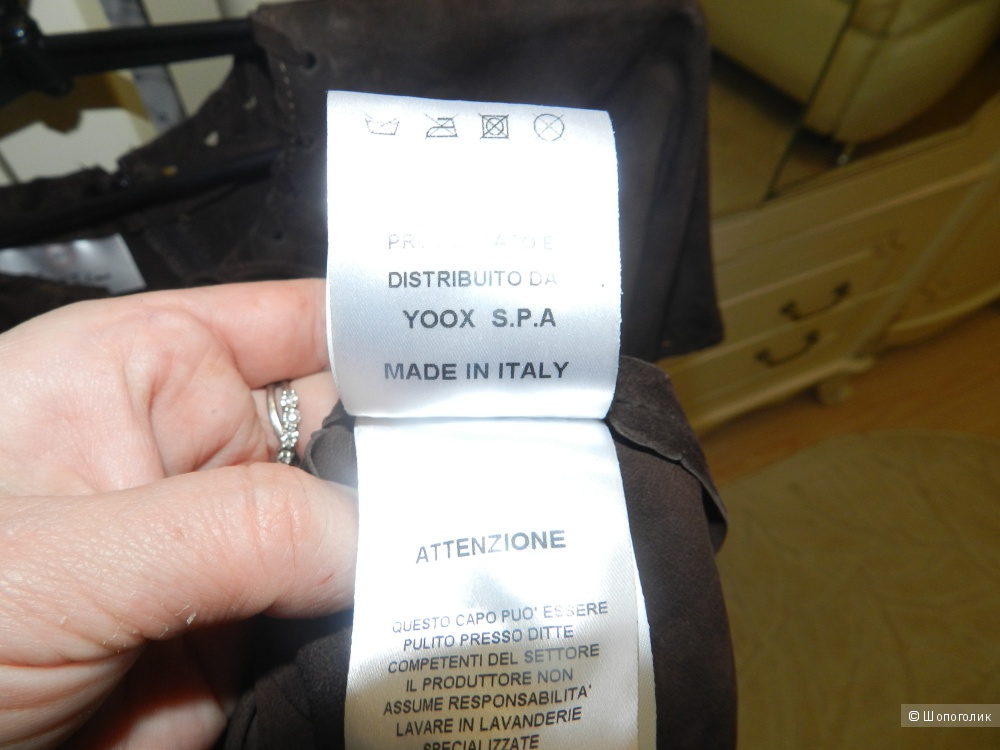 DISTRIBUITO DA
YOOX S.P.A
MADE IN ITALY
ATTENZIONE
QUESTO CAPO PUO' ESSERE
PULITO PRESSO DITTE
COMPETENTI DEL SETTORE
IL PRODUTTORE NON
ASSUME RESPONSABILITA'
LAVARE IN LAVANDERIE
SPECIALIZZATE
© Шопоголик